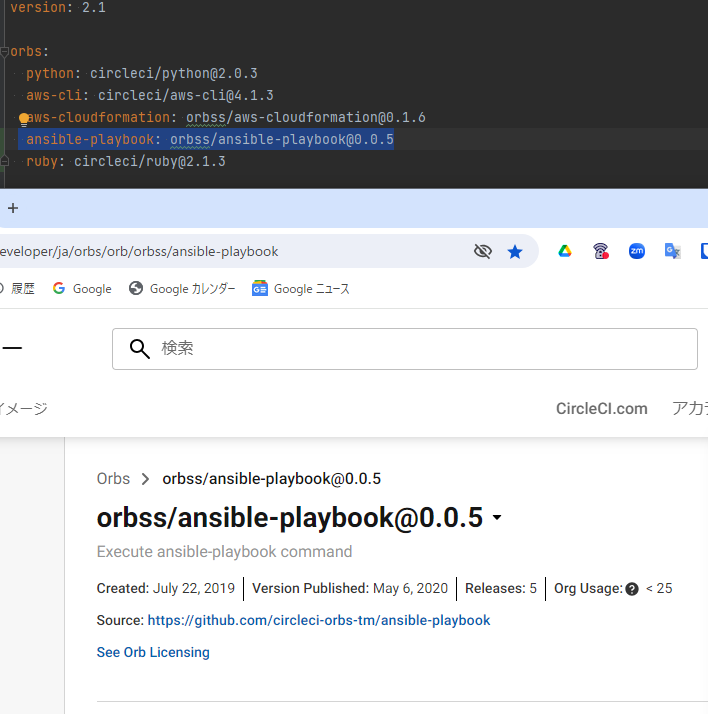 version: 2.1
orbs:
python: circleci/python@2.0.3
aws-cli: circleci/aws-cli@4.1.3
aws-cloudformation: orbss/aws-cloudformation@0.1.6
ansible-playbook: orbss/ansible-playbook@0.0.5
ruby: circleci/ruby@2.1.3
+
eveloper/ja/orbs/orb/orbss/ansible-playbook
zm
履歴 Google Google カレンダー Google ニュース
検索
イメージ CircleCI.com アカデ
Orbs > orbss/ansible-playbook@0.0.5
orbss/ansible-playbook@0.0.5
Execute ansible-playbook command
Created: July 22, 2019 | Version Published: May 6, 2020 | Releases: 5 | Org Usage: ? < 25
Source: https://github.com/circleci-orbs-tm/ansible-playbook
See Orb Licensing